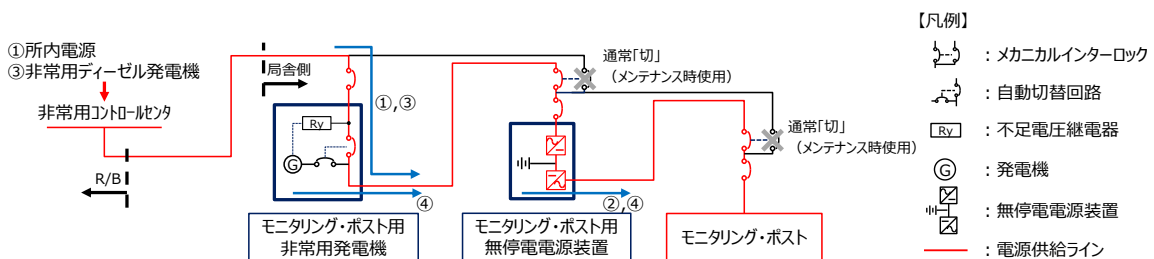 ①所内電源
③非常用ディーゼル発電機
非常用コントロールセンタ
R/B
局舎側
①,③
Ry
G
④
モニタリング・ポスト用
非常用発電機
通常「切」
（メンテナンス時使用）
②,④
モニタリング・ポスト用
無停電電源装置
通常「切」
（メンテナンス時使用）
モニタリング・ポスト
【凡例】
：メカニカルインターロック
：自動切替回路
Ry ：不足電圧継電器
G ：発電機
：無停電電源装置
：電源供給ライン